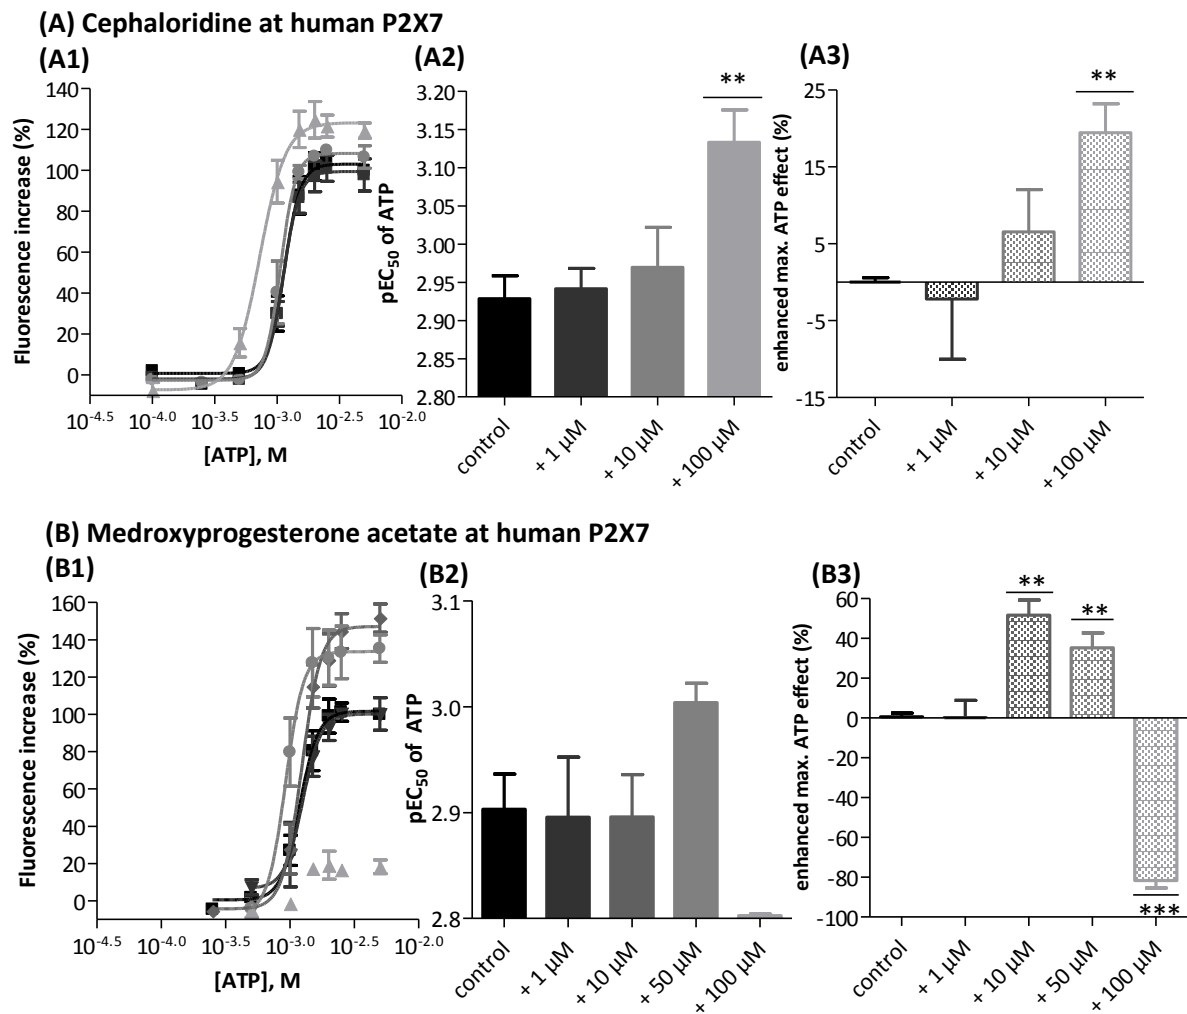 (A) Cephaloridine at human P2X7
(A1)
Fluorescence increase (%)
140
120
100
80
60
40
20
0
10-4.5 10-4.0 10-3.5 10-3.0 10-2.5 10-2.0
[ATP], M
(A2)
pEC50 of ATP
**
3.20
3.15
3.10
3.05
3.00
2.95
2.90
2.85
2.80
control
+ 1 µM
+ 10 µM
+ 100 µM
(A3)
enhanced max. ATP effect (%)
**
25
15
5
-5
-15
control
+ 1 µM
+ 10 µM
+ 100 µM
(B) Medroxyprogesterone acetate at human P2X7
(B1)
Fluorescence increase (%)
160
140
120
100
80
60
40
20
0
10-4.5 10-4.0 10-3.5 10-3.0 10-2.5 10-2.0
[ATP], M
(B2)
pEC50 of ATP
3.1
3.0
2.9
2.8
control
+ 1 µM
+ 10 µM
+ 50 µM
+ 100 µM
(B3)
enhanced max. ATP effect (%)
**
**
60
40
20
0
-20
-40
-60
-80
-100
***
control
+ 1 µM
+ 10 µM
+ 50 µM
+ 100 µM